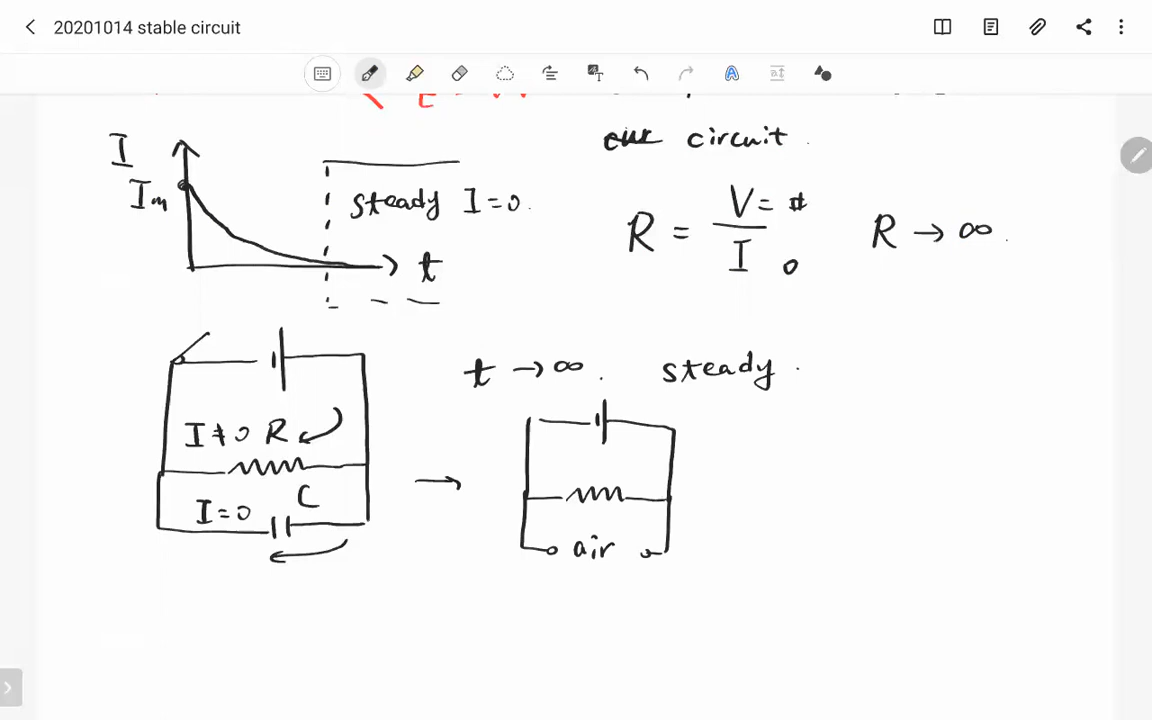 20201014 stable circuit
our circuit.
I
Im
steady I=0.
t
R = V=# / I 0
R → ∞.
t → ∞. steady.
I≠0 R
I=0 C
air